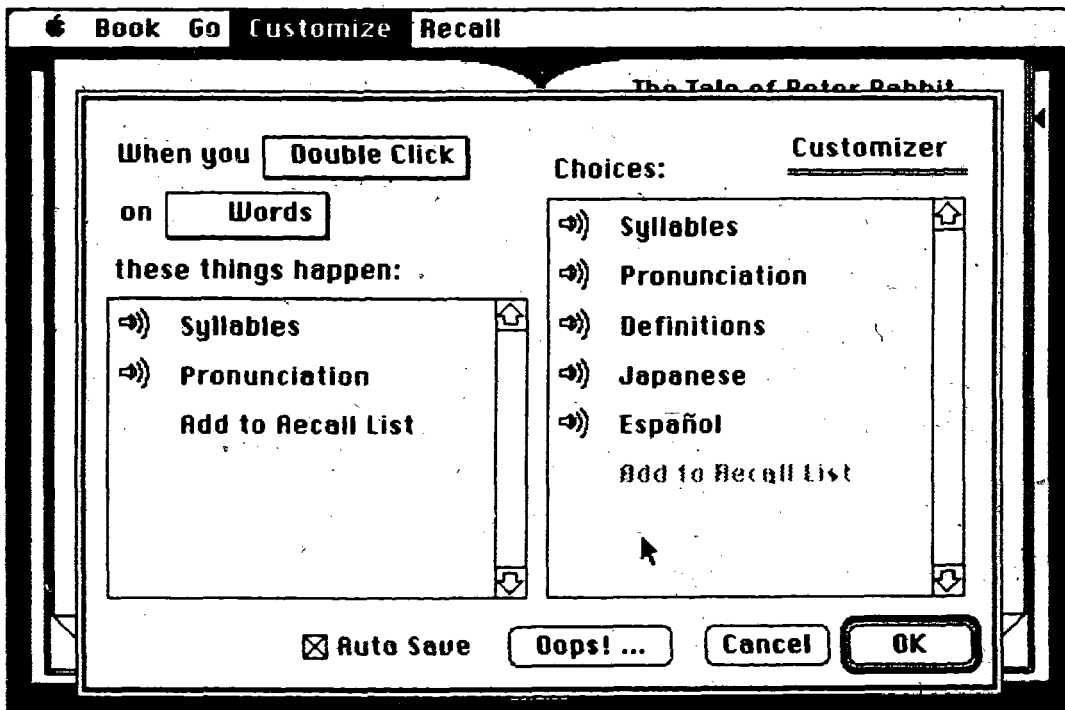 Book Go Customize Recall
The Tale of Peter Rabbit
Customizer
When you Double Click
on Words
these things happen:
Syllables
Pronunciation
Add to Recall List
Choices:
Syllables
Pronunciation
Definitions
Japanese
Español
Add to Recall List
Auto Save Oops! ... Cancel OK